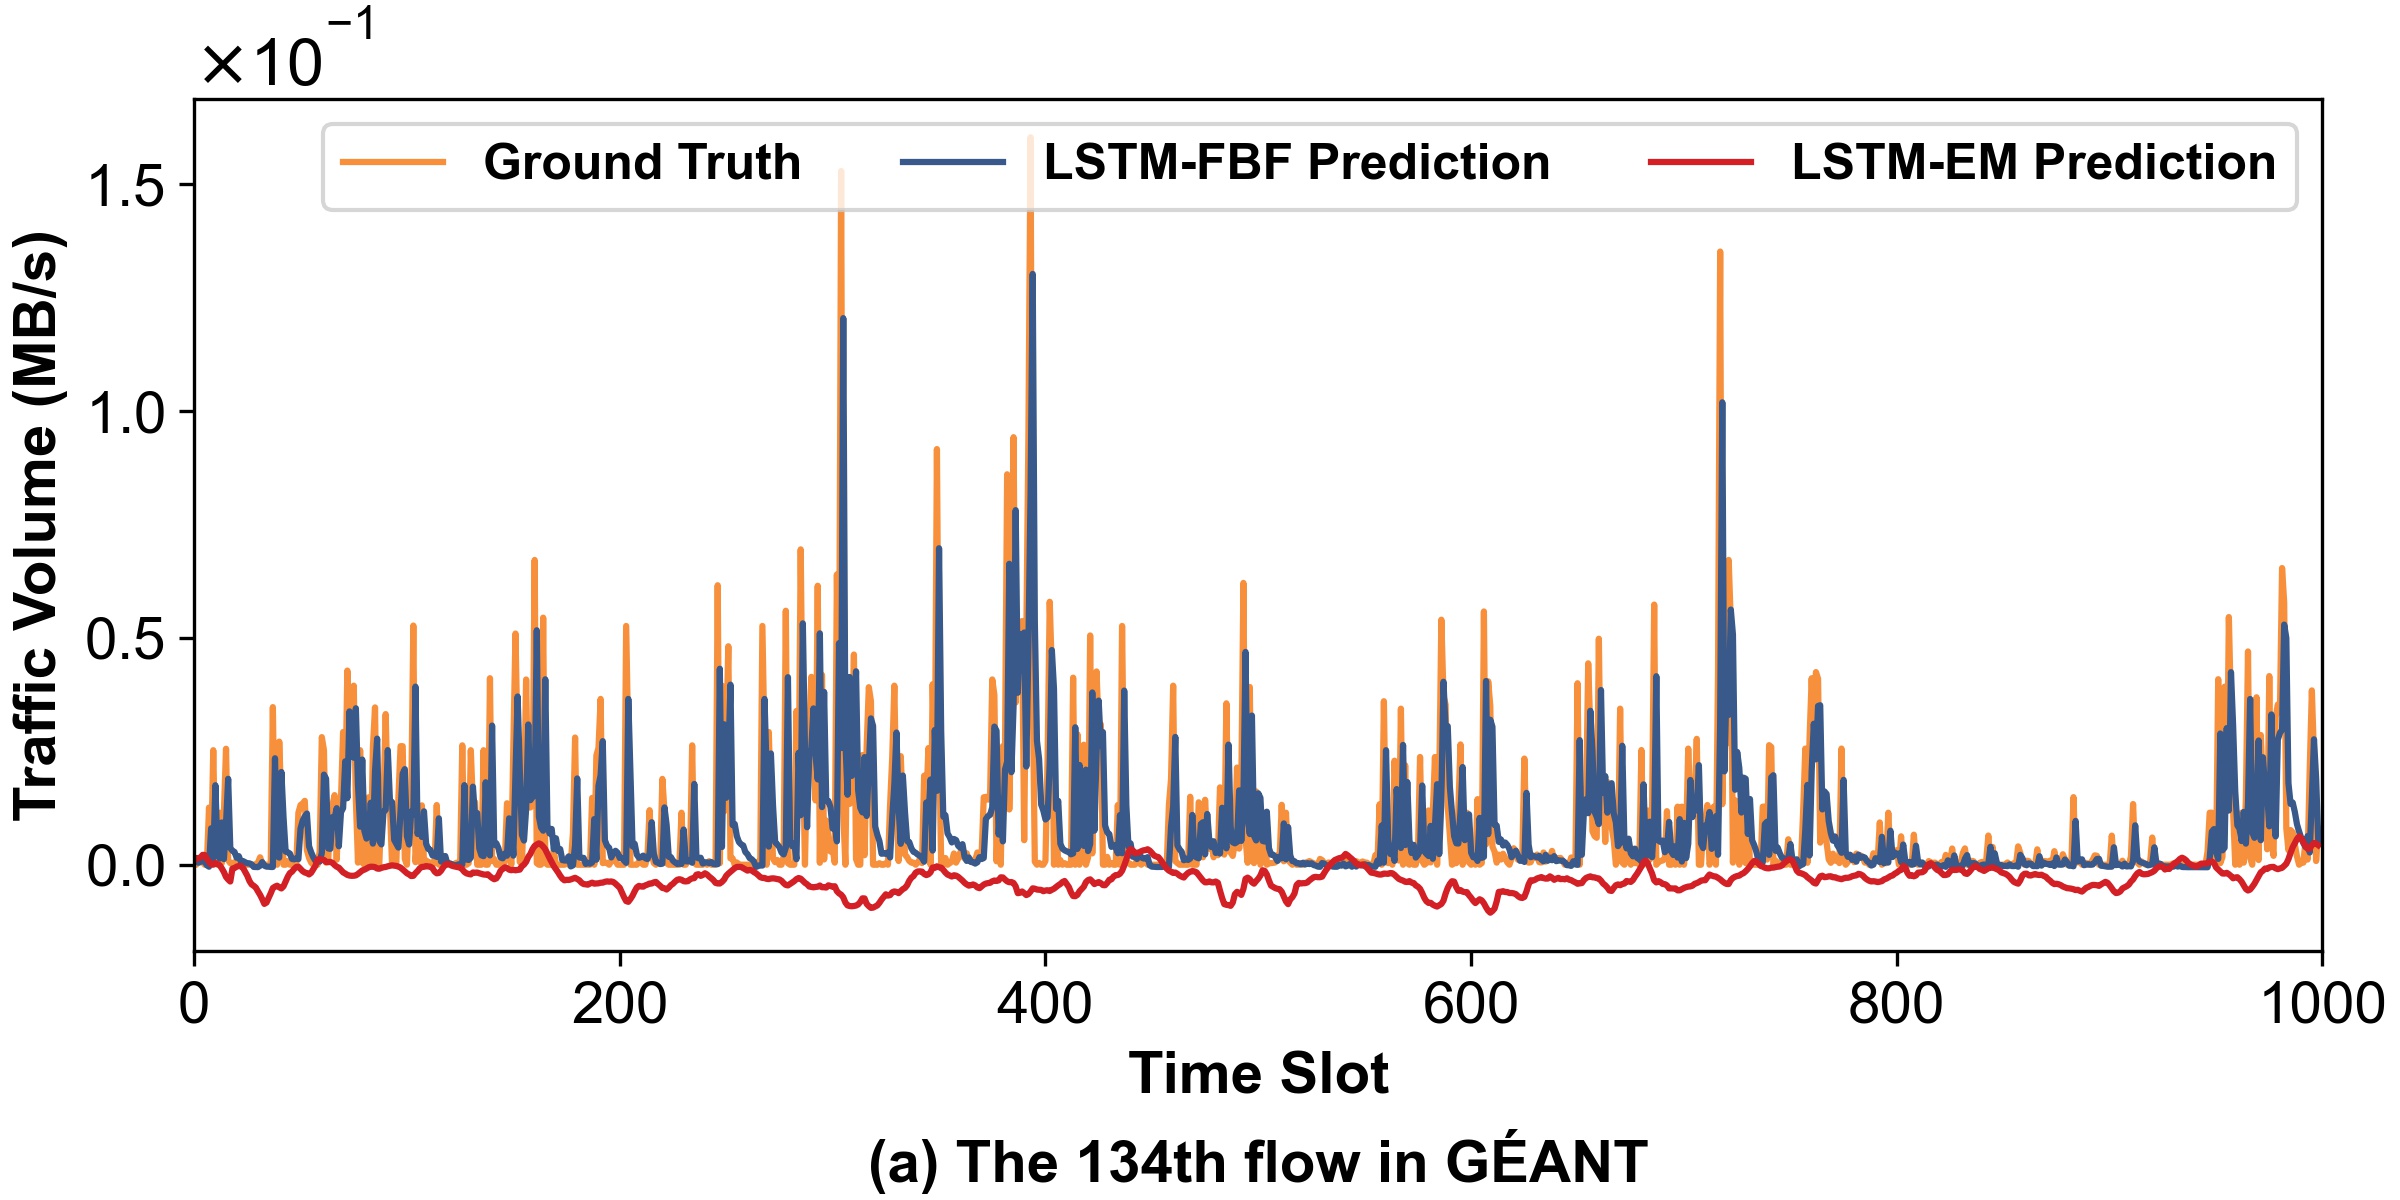 ×10⁻¹
Ground Truth LSTM-FBF Prediction LSTM-EM Prediction
1.5
1.0
0.5
0.0
Traffic Volume (MB/s)
0 200 400 600 800 1000
Time Slot
(a) The 134th flow in GÉANT